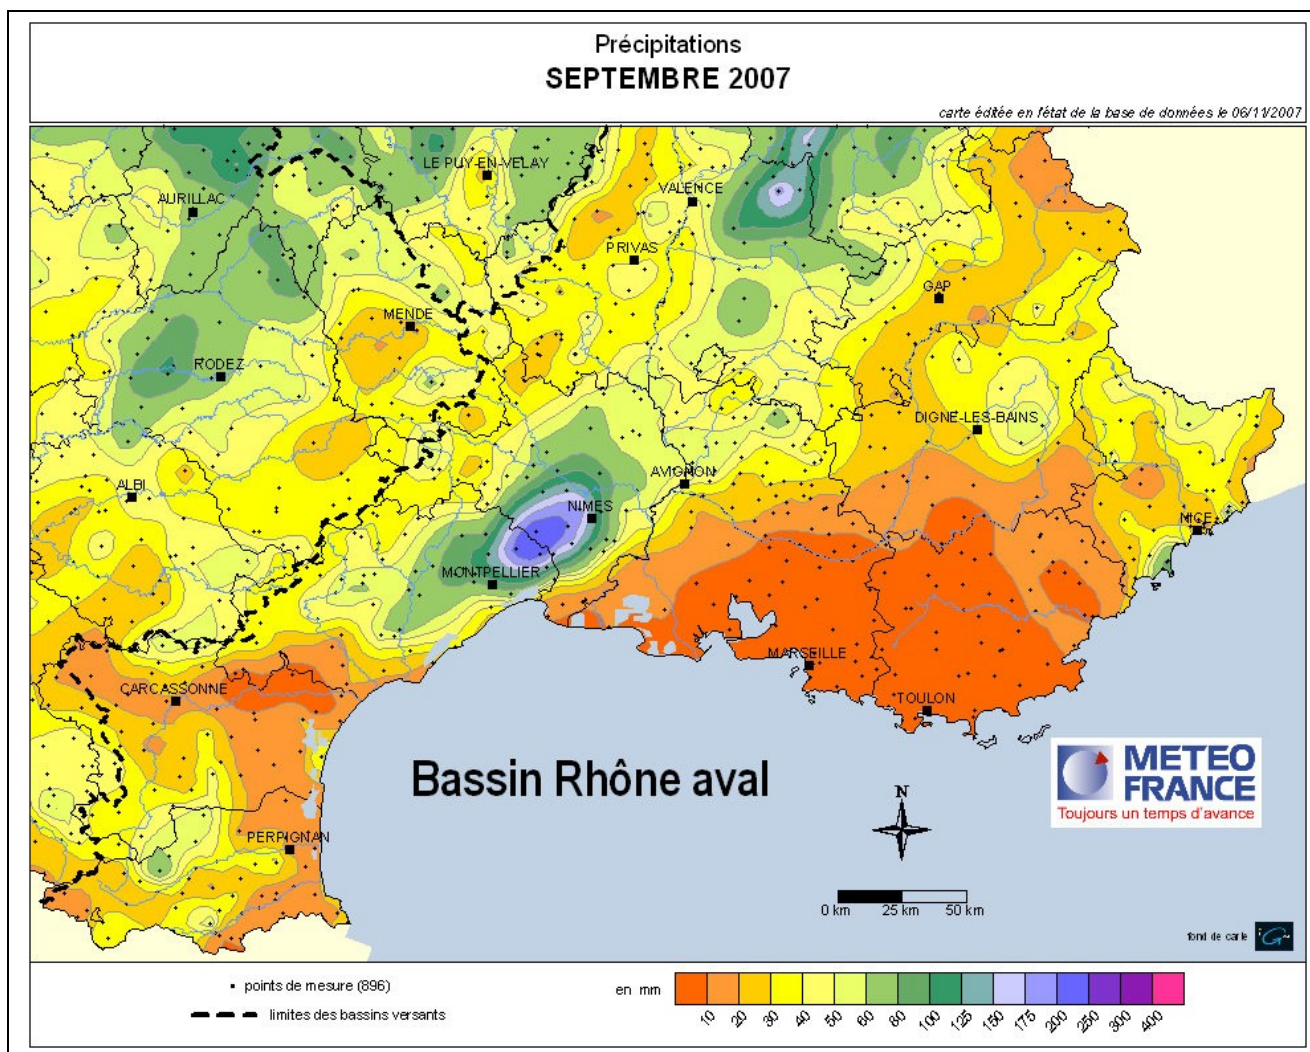 Précipitations
SEPTEMBRE 2007
carte éditée en l'état de la base de données le 06/11/2007
LE PUY-EN-VELAY
AURILLAC
VALENCE
PRIVAS
GAP
MENDE
RODEZ
DIGNE-LES-BAINS
ALBI
AVIGNON
NIMES
NICE
MONTPELLIER
MARSEILLE
CARCASSONNE
TOULON
Bassin Rhône aval
METEO
FRANCE
Toujours un temps d'avance
N
PERPIGNAN
0 km 25 km 50 km
fond de carte
points de mesure (896)
en mm
10 20 30 40 50 60 80 100 125 150 175 200 250 300 400
limites des bassins versants